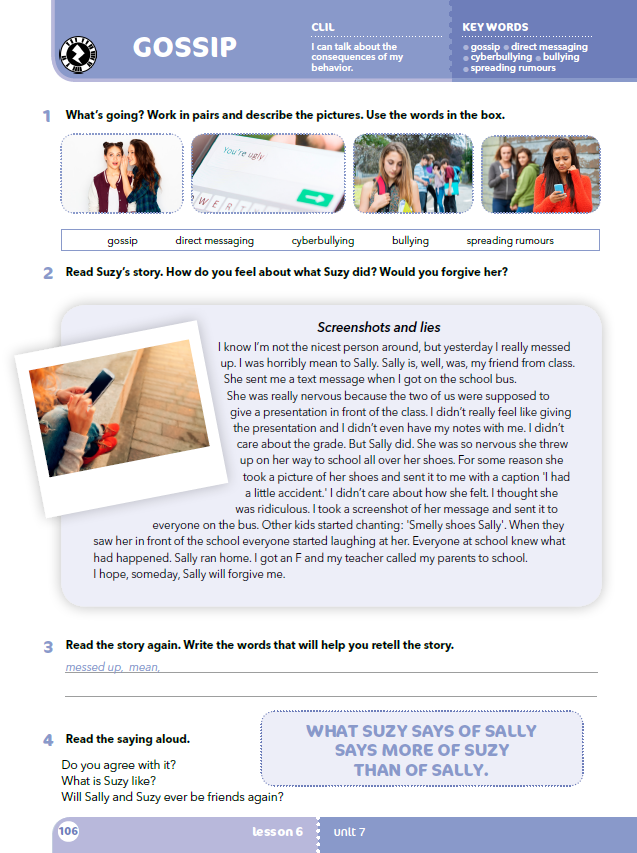 GOSSIP
CLIL
I can talk about the
consequences of my
behavior.
KEY WORDS
gossip direct messaging
cyberbullying bullying
spreading rumours
1 What's going? Work in pairs and describe the pictures. Use the words in the box.
You're ugly
W E R T
gossip direct messaging cyberbullying bullying spreading rumours
2 Read Suzy's story. How do you feel about what Suzy did? Would you forgive her?
Screenshots and lies
I know I'm not the nicest person around, but yesterday I really messed
up. I was horribly mean to Sally. Sally is, well, was, my friend from class.
She sent me a text message when I got on the school bus.
She was really nervous because the two of us were supposed to
give a presentation in front of the class. I didn't really feel like giving
the presentation and I didn't even have my notes with me. I didn't
care about the grade. But Sally did. She was so nervous she threw
up on her way to school all over her shoes. For some reason she
took a picture of her shoes and sent it to me with a caption 'I had
a little accident.' I didn't care about how she felt. I thought she
was ridiculous. I took a screenshot of her message and sent it to
everyone on the bus. Other kids started chanting: 'Smelly shoes Sally'. When they
saw her in front of the school everyone started laughing at her. Everyone at school knew what
had happened. Sally ran home. I got an F and my teacher called my parents to school.
I hope, someday, Sally will forgive me.
3 Read the story again. Write the words that will help you retell the story.
messed up, mean,
4 Read the saying aloud.
Do you agree with it?
What is Suzy like?
Will Sally and Suzy ever be friends again?
WHAT SUZY SAYS OF SALLY
SAYS MORE OF SUZY
THAN OF SALLY.
106 lesson 6 unit 7